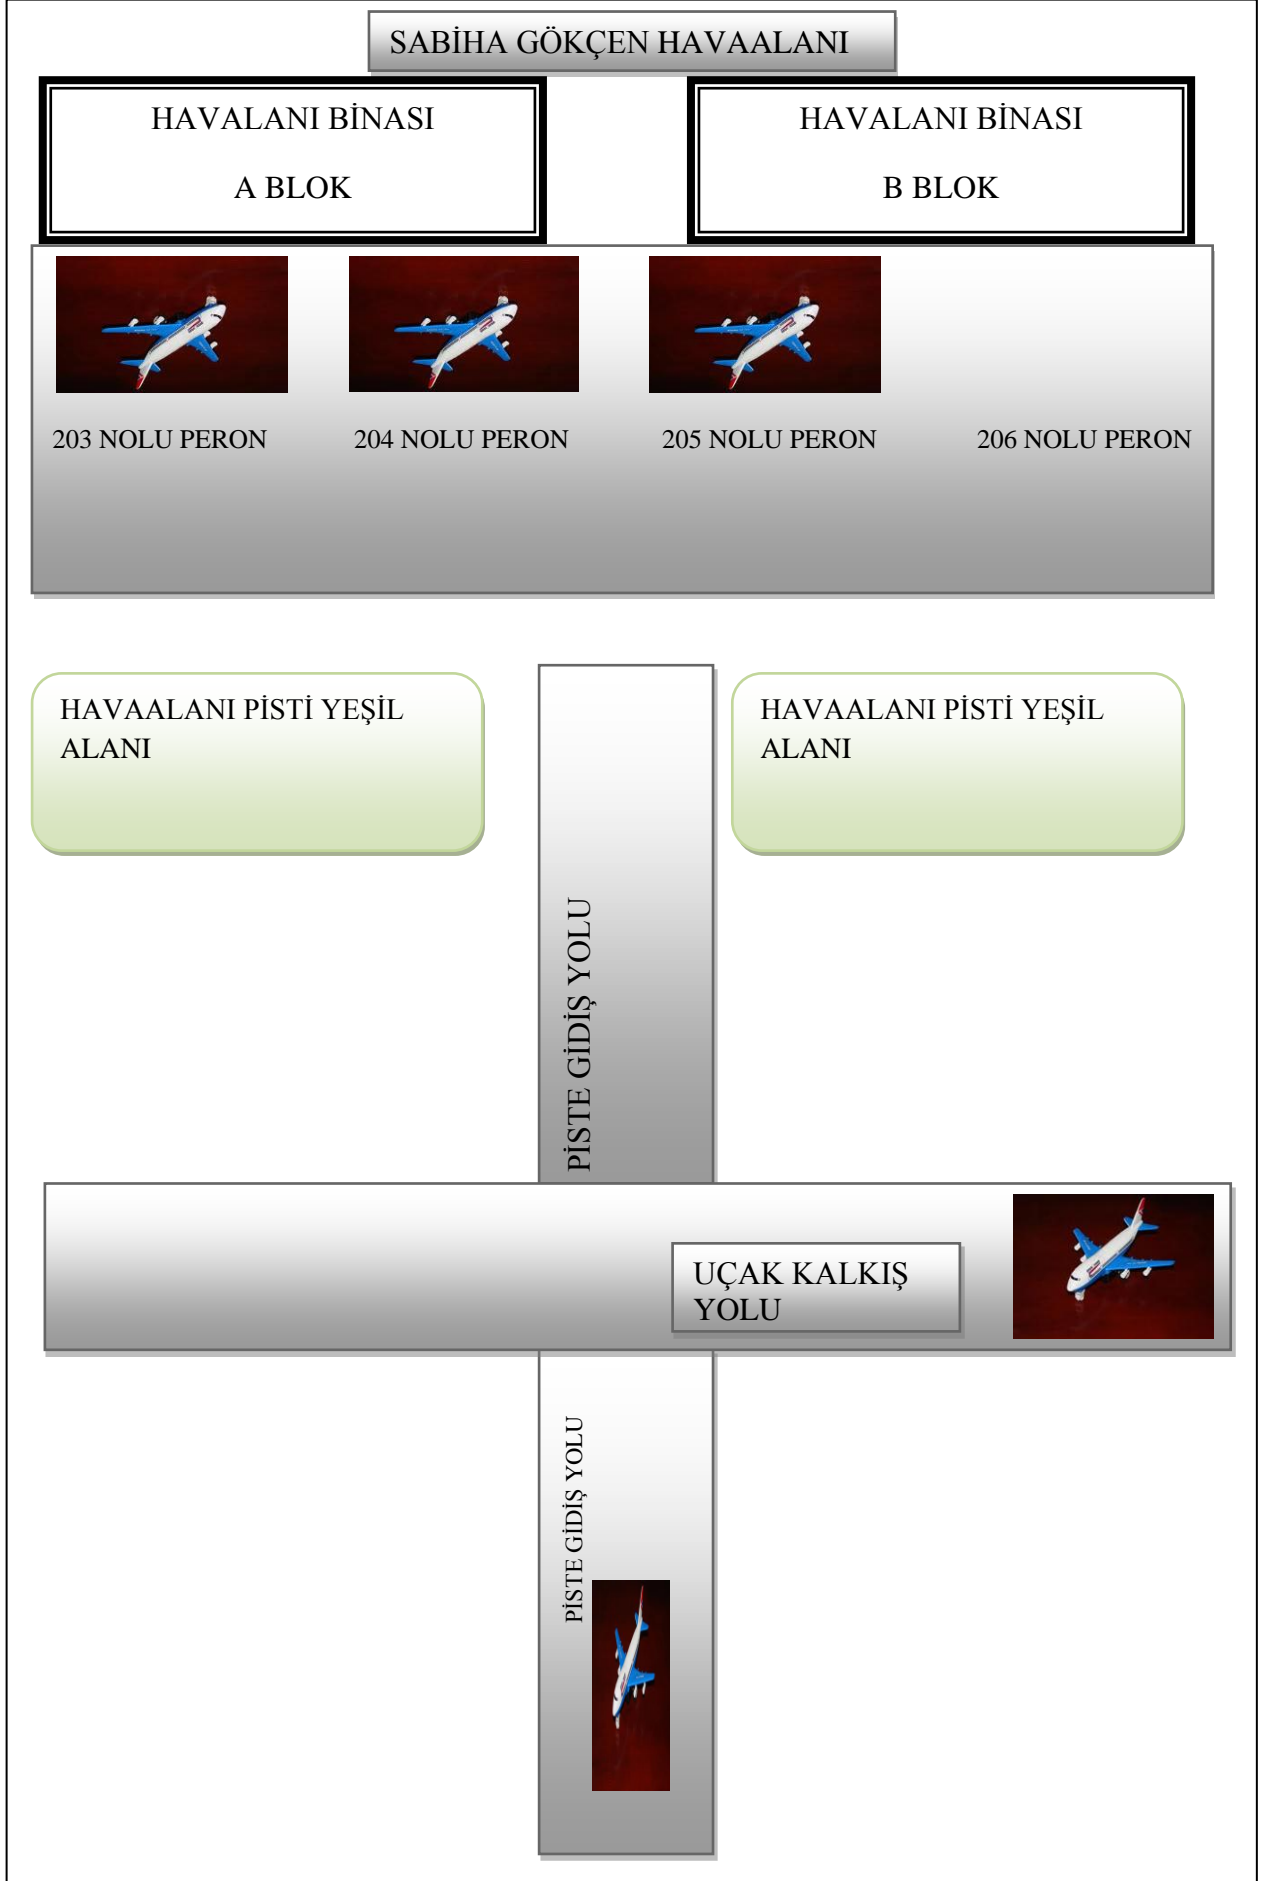 SABİHA GÖKÇEN HAVAALANI
HAVALANI BİNASI
A BLOK
HAVALANI BİNASI
B BLOK
203 NOLU PERON
204 NOLU PERON
205 NOLU PERON
206 NOLU PERON
HAVAALANI PİSTİ YEŞİL
ALANI
HAVAALANI PİSTİ YEŞİL
ALANI
PİSTE GİDİŞ YOLU
UÇAK KALKIŞ
YOLU
PİSTE GİDİŞ YOLU